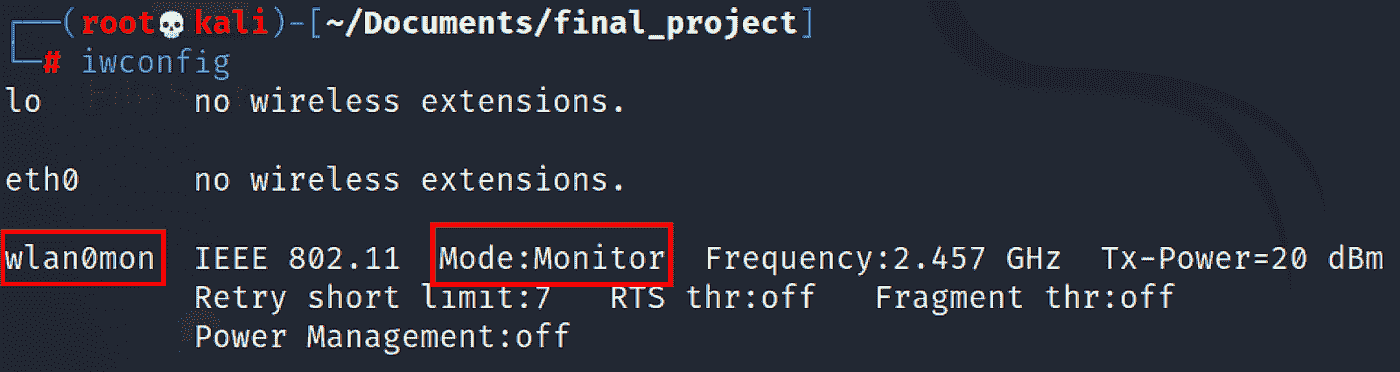 ┌──(root💀kali)-[~/Documents/final_project]
└─# iwconfig
lo        no wireless extensions.
eth0      no wireless extensions.
wlan0mon  IEEE 802.11  Mode:Monitor  Frequency:2.457 GHz  Tx-Power=20 dBm
          Retry short limit:7   RTS thr:off   Fragment thr:off
          Power Management:off